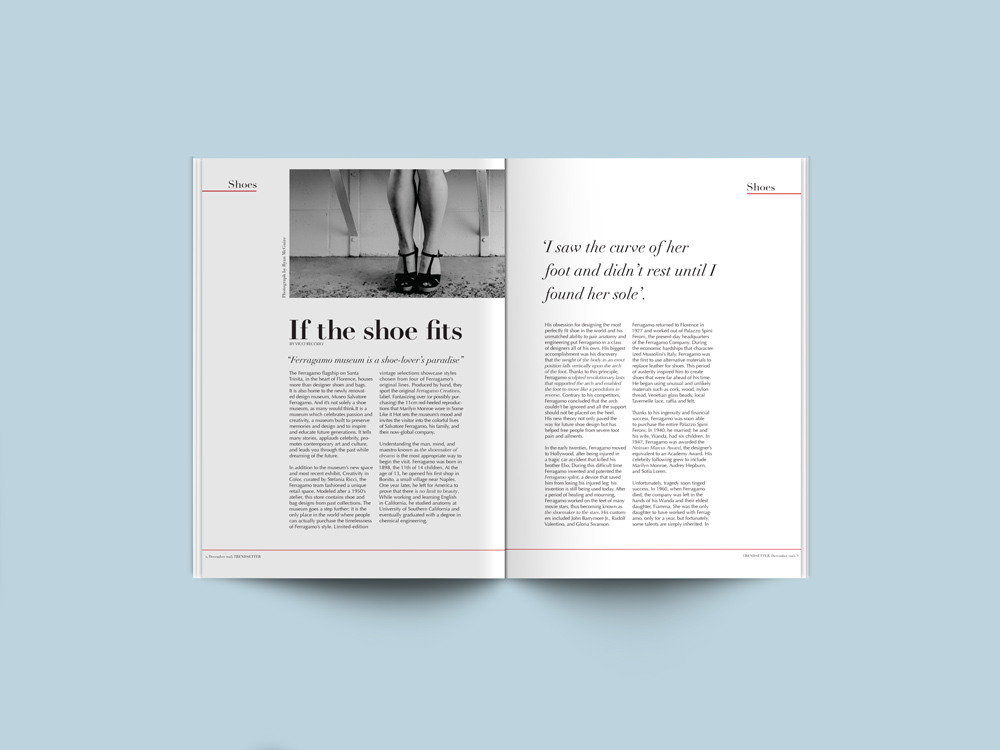 Shoes
Photograph by Ryan McGuire
If the shoe fits
BY VICCI RICCIARO
"Ferragamo museum is a shoe-lover's paradise"
The Ferragamo flagship on Santa
Trinita, in the heart of Florence, houses
more than designer shoes and bags.
It is also home to the newly renovat-
ed design museum, Museo Salvatore
Ferragamo. And it's not solely a shoe
museum, as many would think.It is a
museum which celebrates passion and
creativity, a museum built to preserve
memories and design and to inspire
and educate future generations. It tells
many stories, applauds celebrity, pro-
motes contemporary art and culture,
and leads you through the past while
dreaming of the future.
In addition to the museum's new space
and most recent exhibit, Creativity in
Color, curated by Stefania Ricci, the
Ferragamo team fashioned a unique
retail space. Modeled after a 1950's
atelier, this store contains shoe and
bag designs from past collections. The
museum goes a step further: it is the
only place in the world where people
can actually purchase the timelessness
of Ferragamo's style. Limited-edition
vintage selections showcase styles
chosen from four of Ferragamo's
original lines. Produced by hand, they
sport the original Ferragamo Creations,
label. Fantasizing over (or possibly pur-
chasing) the 11cm red-heeled reproduc-
tions that Marilyn Monroe wore in Some
Like it Hot sets the museum's mood and
invites the visitor into the colorful lives
of Salvatore Ferragamo, his family, and
their now-global company.
Understanding the man, mind, and
maestro known as the shoemaker of
dreams is the most appropriate way to
begin the visit. Ferragamo was born in
1898, the 11th of 14 children. At the
age of 13, he opened his first shop in
Bonito, a small village near Naples.
One year later, he left for America to
prove that there is no limit to beauty.
While working and learning English
in California, he studied anatomy at
University of Southern California and
eventually graduated with a degree in
chemical engineering.
Shoes
'I saw the curve of her
foot and didn't rest until I
found her sole'.
His obsession for designing the most
perfectly fit shoe in the world and his
unmatched ability to pair anatomy and
engineering put Ferragamo in a class
of designers all of his own. His biggest
accomplishment was his discovery
that the weight of the body in an erect
position falls vertically upon the arch
of the foot. Thanks to this principle,
Ferragamo sculpted revolutionary lasts
that supported the arch and enabled
the foot to move like a pendulum in
reverse. Contrary to his competitors,
Ferragamo concluded that the arch
couldn't be ignored and all the support
should not be placed on the heel.
His new theory not only paved the
way for future shoe design but has
helped free people from severe foot
pain and ailments.
In the early twenties, Ferragamo moved
to Hollywood, after being injured in
a tragic car accident that killed his
brother Elio. During this difficult time
Ferragamo invented and patented the
Ferragamo splint, a device that saved
him from losing his injured leg; his
invention is still being used today. After
a period of healing and mourning,
Ferragamo worked on the feet of many
movie stars, thus becoming known as
the shoemaker to the stars. His custom-
ers included John Barrymore Jr., Rudolf
Valentino, and Gloria Swanson.
Ferragamo returned to Florence in
1927 and worked out of Palazzo Spini
Feroni, the present day headquarters
of the Ferragamo Company. During
the economic hardships that character-
ized Mussolini's Italy, Ferragamo was
the first to use alternative materials to
replace leather for shoes. This period
of austerity inspired him to create
shoes that were far ahead of his time.
He began using unusual and unlikely
materials such as cork, wood, nylon
thread, Venetian glass beads, local
Tavernelle lace, raffia and felt.
Thanks to his ingenuity and financial
success, Ferragamo was soon able
to purchase the entire Palazzo Spini
Feroni. In 1940, he married; he and
his wife, Wanda, had six children. In
1947, Ferragamo was awarded the
Neiman Marcus Award, the designer's
equivalent to an Academy Award. His
celebrity following grew to include
Marilyn Monroe, Audrey Hepburn,
and Sofia Loren.
Unfortunately, tragedy soon tinged
success. In 1960, when Ferragamo
died, the company was left in the
hands of his Wanda and their eldest
daughter, Fiamma. She was the only
daughter to have worked with Ferrag-
amo, only for a year, but fortunately,
some talents are simply inherited. In